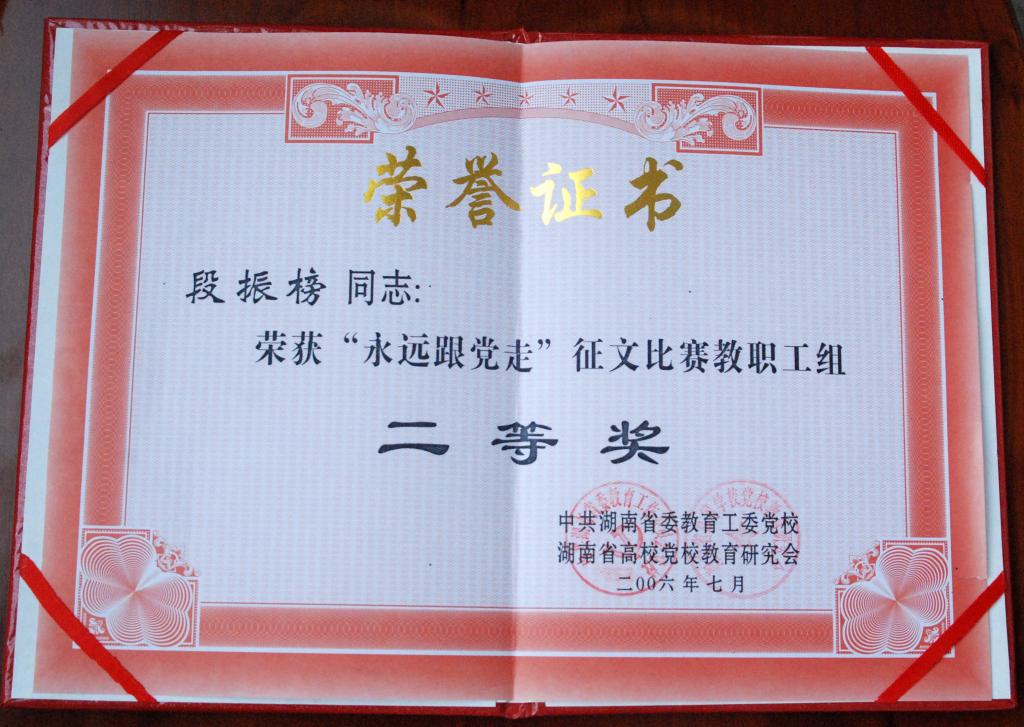 荣誉证书
段振榜 同志:
荣获“永远跟党走”征文比赛教职工组
二等奖
中共湖南省委教育工委党校
湖南省高校党校教育研究会
二00六年七月